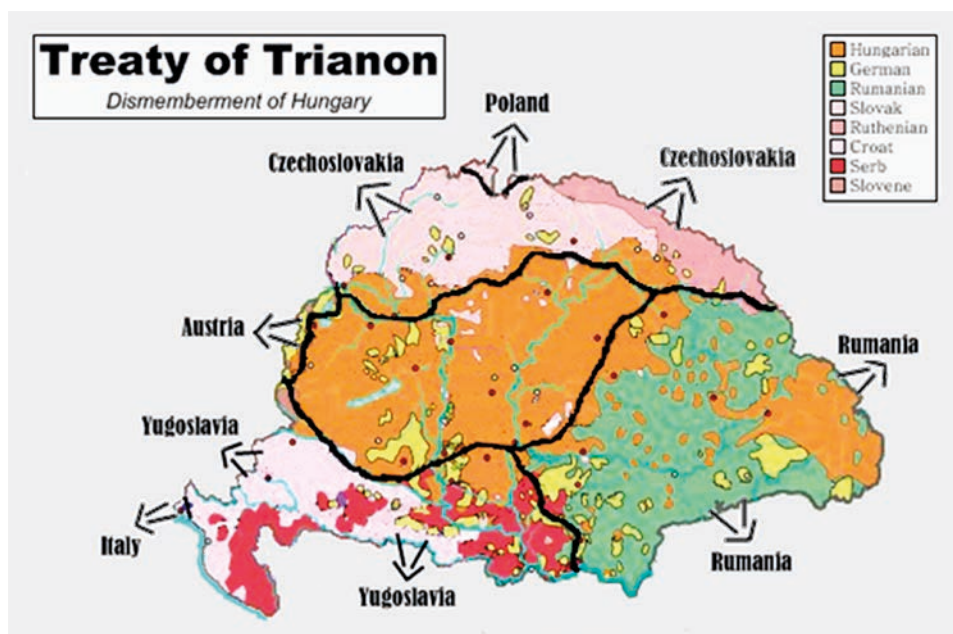 Treaty of Trianon
Dismemberment of Hungary
Hungarian
German
Rumanian
Slovak
Ruthenian
Croat
Serb
Slovene
Poland
Czechoslovakia
Czechoslovakia
Austria
Rumania
Yugoslavia
Italy
Yugoslavia
Rumania